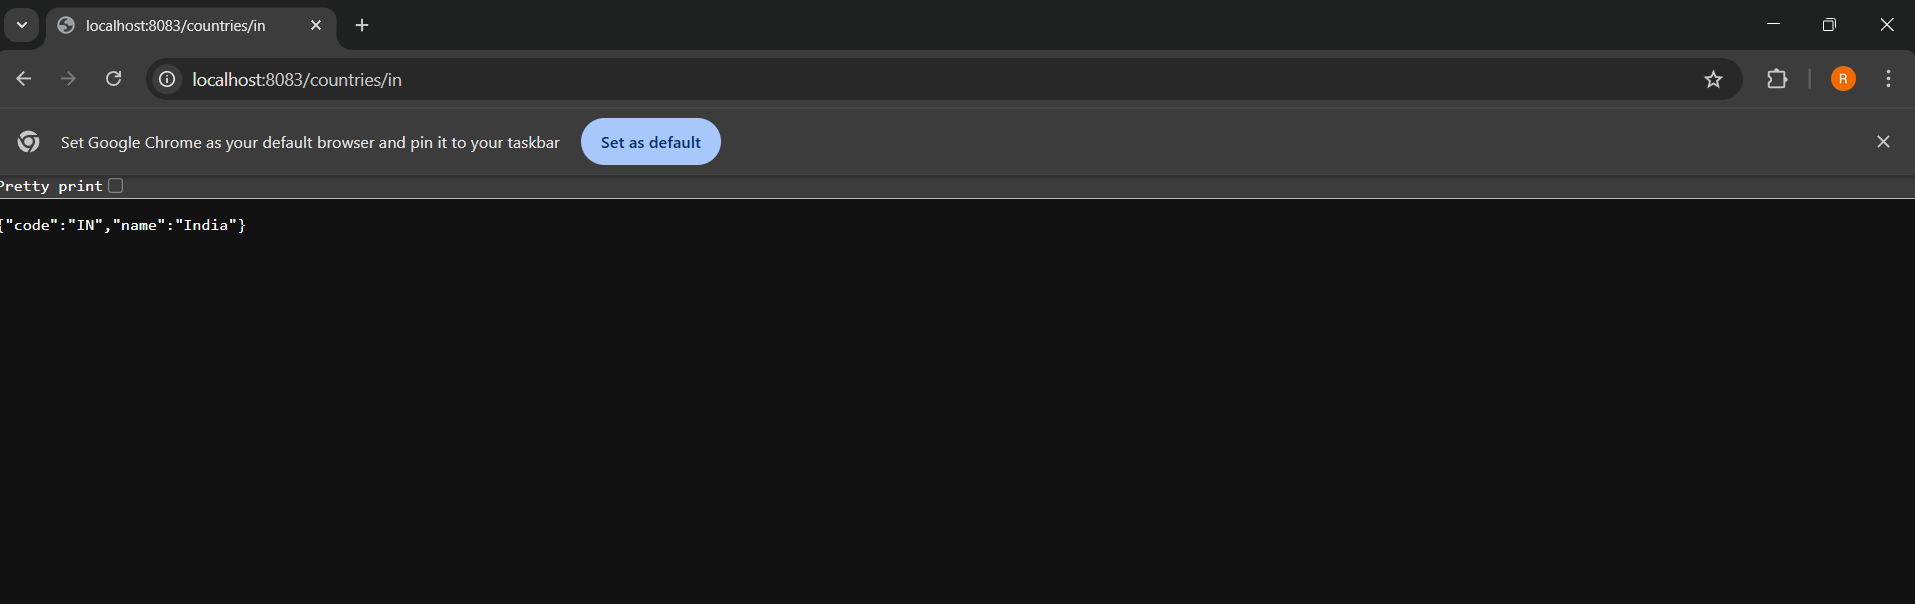 localhost:8083/countries/in
localhost:8083/countries/in
R
Set Google Chrome as your default browser and pin it to your taskbar
Set as default
Pretty print
{"code":"IN","name":"India"}